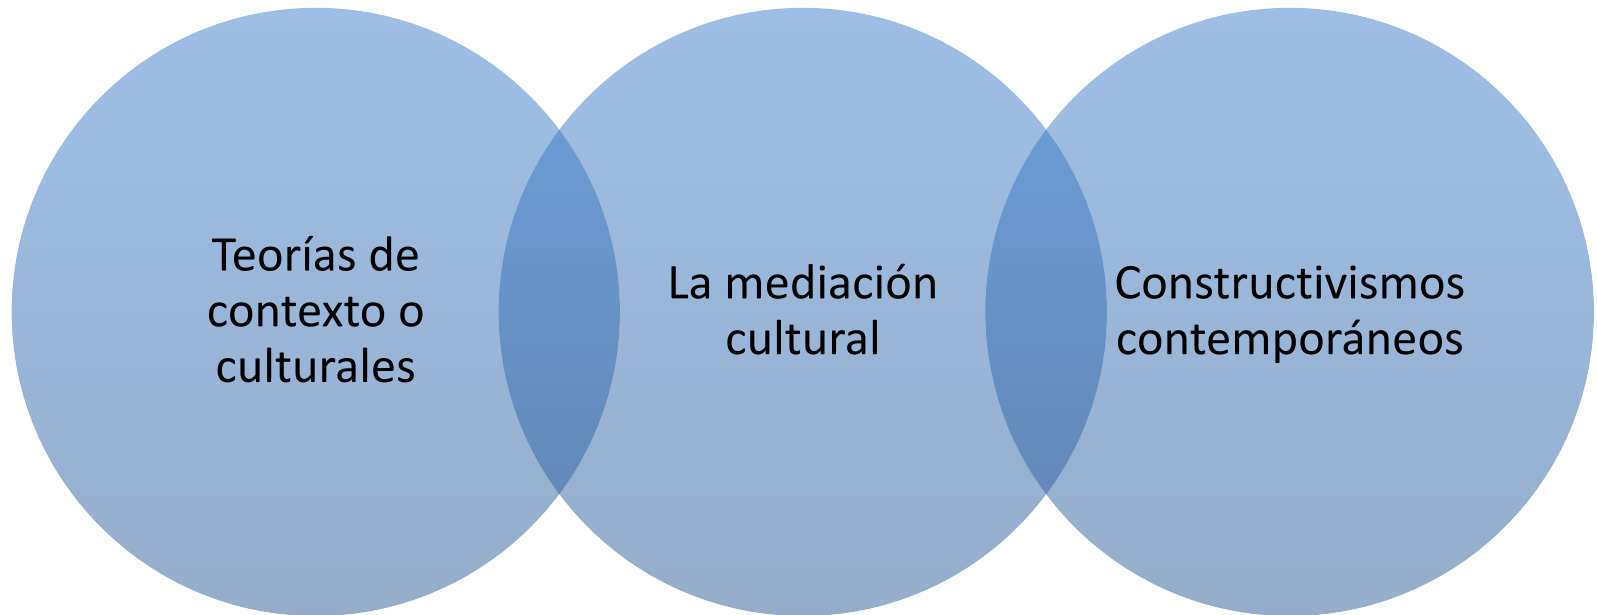 Teorías de
contexto o
culturales
La mediación
cultural
Constructivismos
contemporáneos